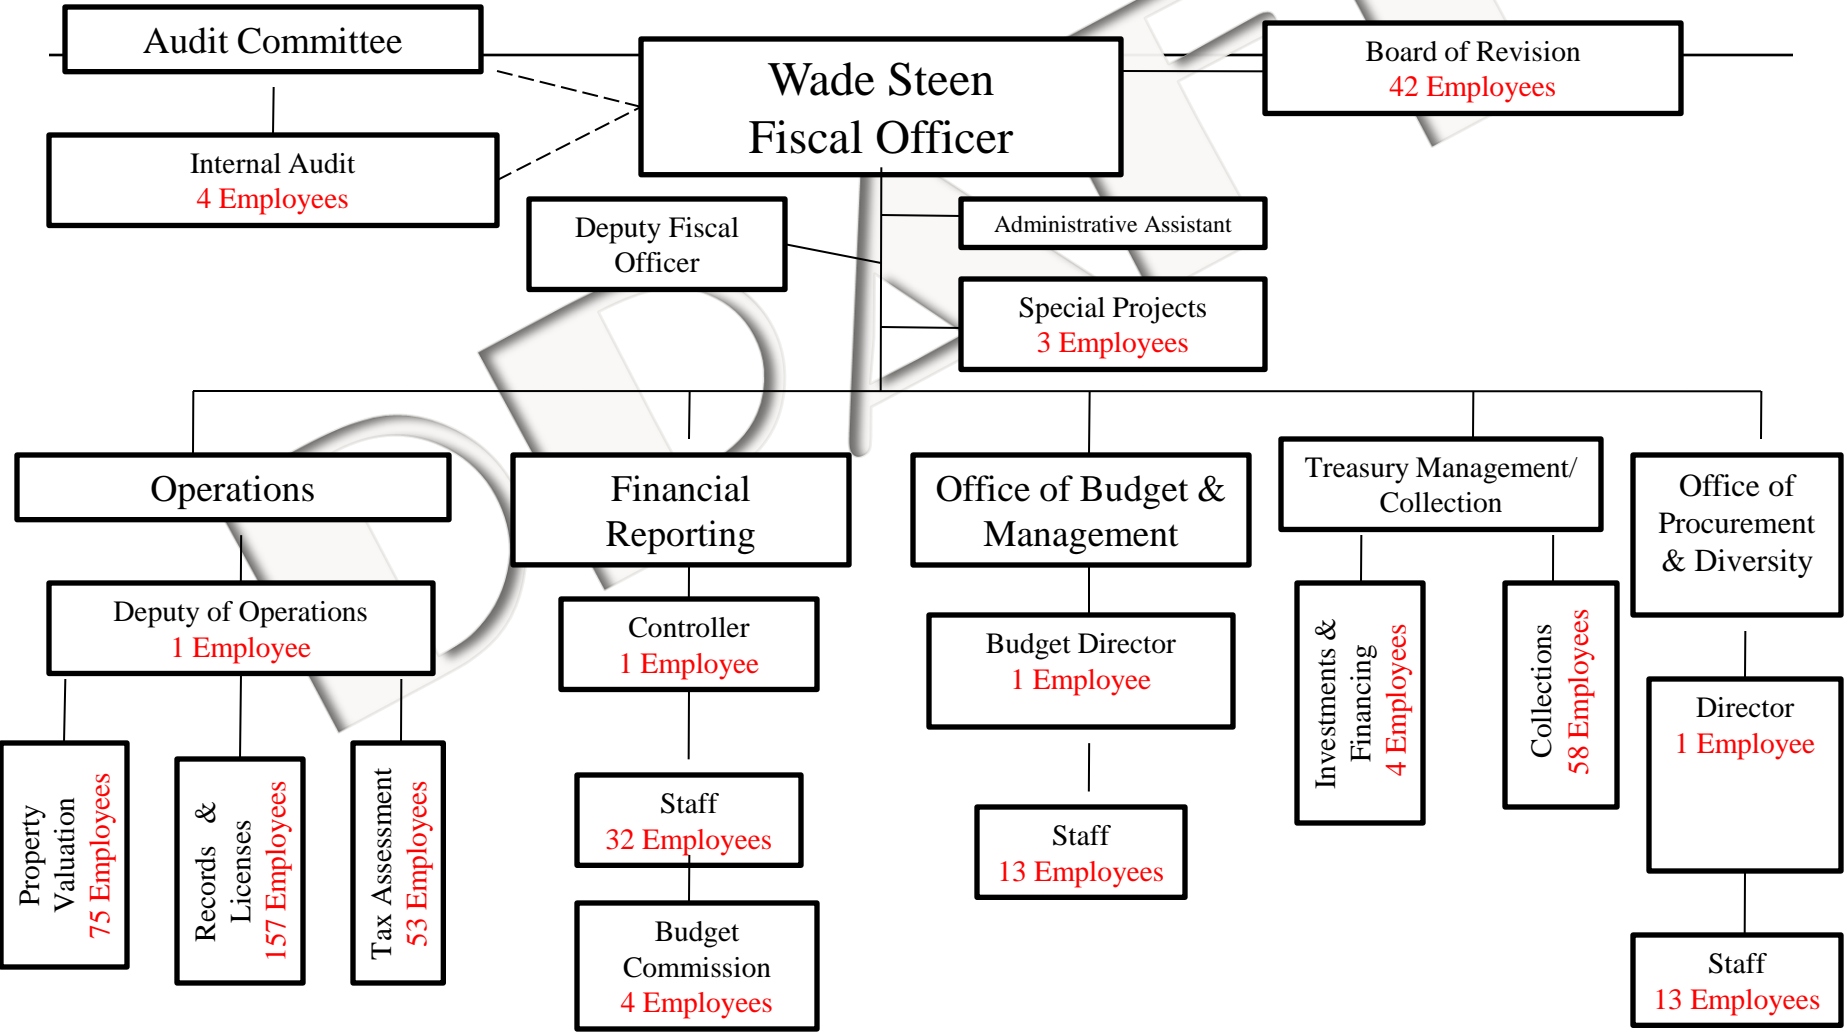 Audit Committee
Wade Steen
Fiscal Officer
Board of Revision
42 Employees
Internal Audit
4 Employees
Deputy Fiscal
Officer
Administrative Assistant
Special Projects
3 Employees
Operations
Financial
Reporting
Office of Budget &
Management
Treasury Management/
Collection
Office of
Procurement
& Diversity
Deputy of Operations
1 Employee
Controller
1 Employee
Budget Director
1 Employee
Investments &
Financing
4 Employees
Collections
58 Employees
Director
1 Employee
Property
Valuation
75 Employees
Records & 
Licenses
157 Employees
Tax Assessment
53 Employees
Staff
32 Employees
Staff
13 Employees
Budget
Commission
4 Employees
Staff
13 Employees
DRAFT